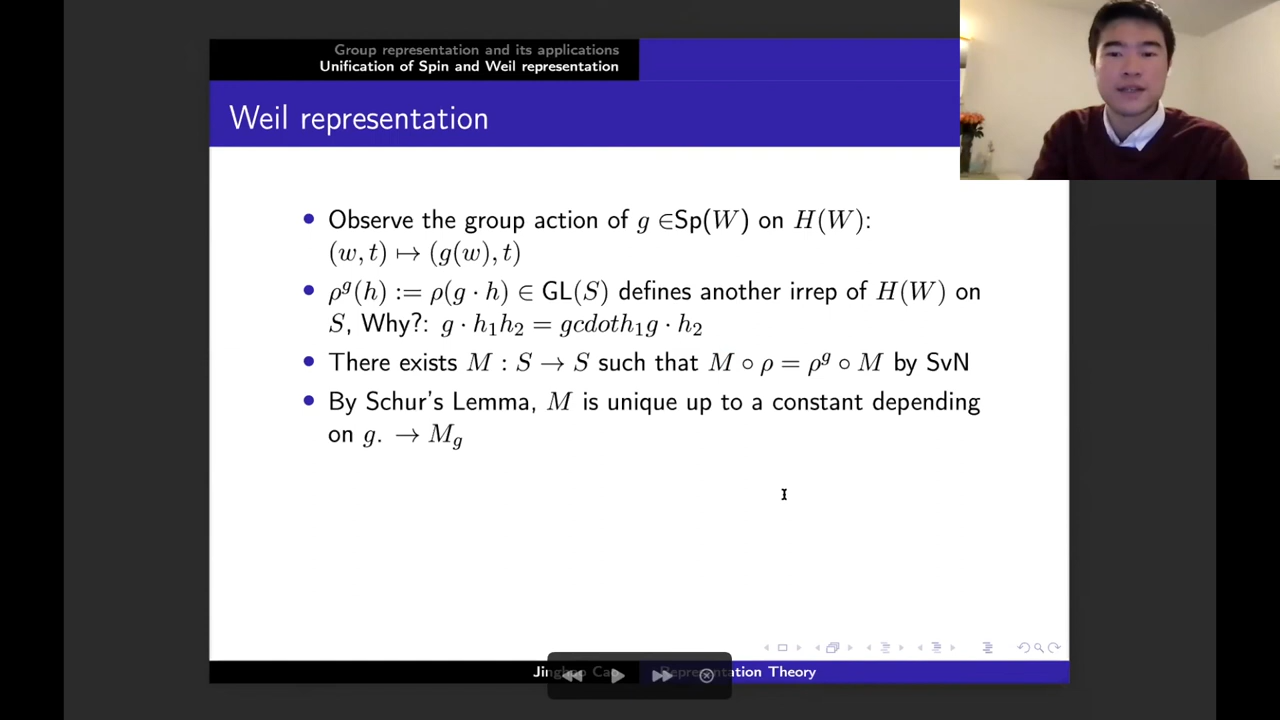 Group representation and its applications
Unification of Spin and Weil representation
Weil representation
Observe the group action of g ∈Sp(W) on H(W):
(w, t) ↦ (g(w), t)
ρ^g(h) := ρ(g · h) ∈ GL(S) defines another irrep of H(W) on
S, Why?: g · h₁h₂ = gcdoth₁g · h₂
There exists M : S → S such that M ∘ ρ = ρ^g ∘ M by SvN
By Schur's Lemma, M is unique up to a constant depending
on g. → M_g
Representation Theory